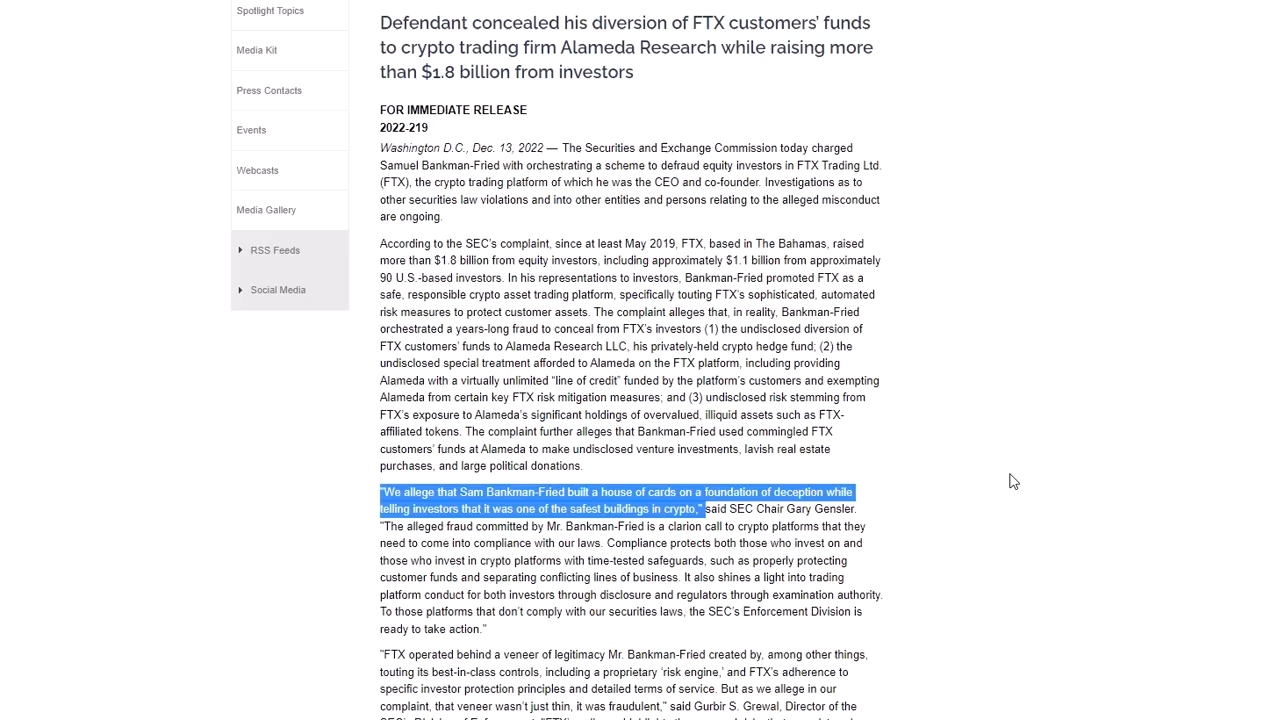 Spotlight Topics
Media Kit
Press Contacts
Events
Webcasts
Media Gallery
RSS Feeds
Social Media
Defendant concealed his diversion of FTX customers’ funds
to crypto trading firm Alameda Research while raising more
than $1.8 billion from investors
FOR IMMEDIATE RELEASE
2022-219
Washington D.C., Dec. 13, 2022 — The Securities and Exchange Commission today charged
Samuel Bankman-Fried with orchestrating a scheme to defraud equity investors in FTX Trading Ltd.
(FTX), the crypto trading platform of which he was the CEO and co-founder. Investigations as to
other securities law violations and into other entities and persons relating to the alleged misconduct
are ongoing.
According to the SEC’s complaint, since at least May 2019, FTX, based in The Bahamas, raised
more than $1.8 billion from equity investors, including approximately $1.1 billion from approximately
90 U.S.-based investors. In his representations to investors, Bankman-Fried promoted FTX as a
safe, responsible crypto asset trading platform, specifically touting FTX’s sophisticated, automated
risk measures to protect customer assets. The complaint alleges that, in reality, Bankman-Fried
orchestrated a years-long fraud to conceal from FTX’s investors (1) the undisclosed diversion of
FTX customers’ funds to Alameda Research LLC, his privately-held crypto hedge fund; (2) the
undisclosed special treatment afforded to Alameda on the FTX platform, including providing
Alameda with a virtually unlimited “line of credit” funded by the platform’s customers and exempting
Alameda from certain key FTX risk mitigation measures; and (3) undisclosed risk stemming from
FTX’s exposure to Alameda’s significant holdings of overvalued, illiquid assets such as FTX-
affiliated tokens. The complaint further alleges that Bankman-Fried used commingled FTX
customers’ funds at Alameda to make undisclosed venture investments, lavish real estate
purchases, and large political donations.
"We allege that Sam Bankman-Fried built a house of cards on a foundation of deception while
telling investors that it was one of the safest buildings in crypto," said SEC Chair Gary Gensler.
"The alleged fraud committed by Mr. Bankman-Fried is a clarion call to crypto platforms that they
need to come into compliance with our laws. Compliance protects both those who invest on and
those who invest in crypto platforms with time-tested safeguards, such as properly protecting
customer funds and separating conflicting lines of business. It also shines a light into trading
platform conduct for both investors through disclosure and regulators through examination authority.
To those platforms that don’t comply with our securities laws, the SEC’s Enforcement Division is
ready to take action."
"FTX operated behind a veneer of legitimacy Mr. Bankman-Fried created by, among other things,
touting its best-in-class controls, including a proprietary ‘risk engine,’ and FTX’s adherence to
specific investor protection principles and detailed terms of service. But as we allege in our
complaint, that veneer wasn’t just thin, it was fraudulent," said Gurbir S. Grewal, Director of the